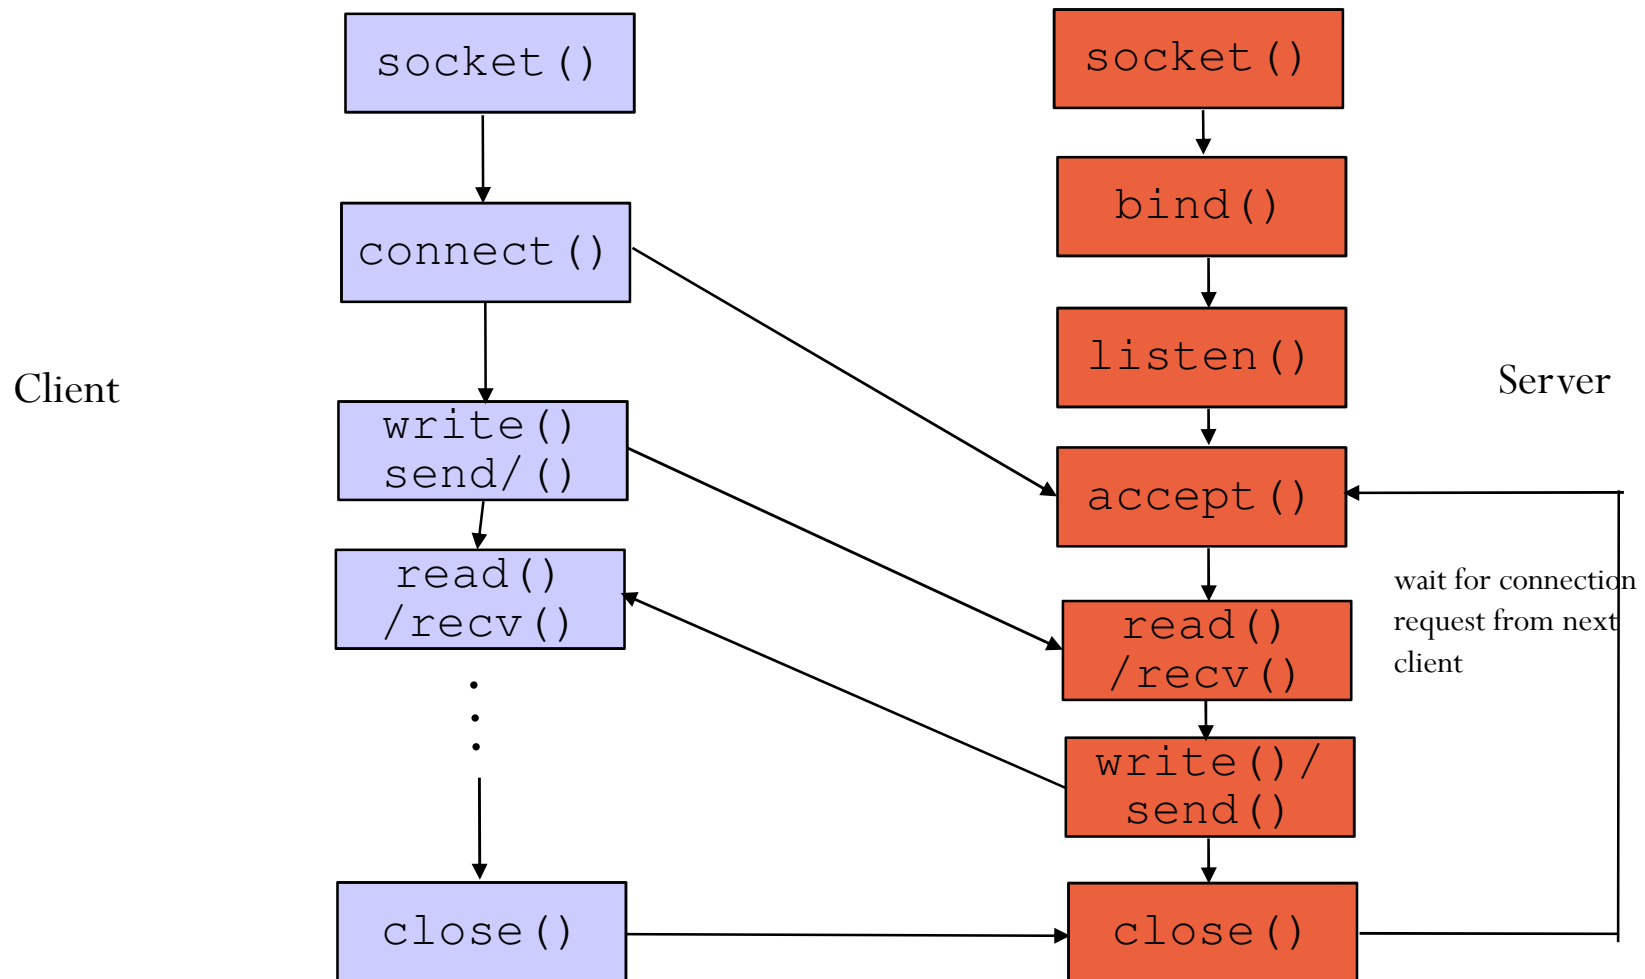 socket()
connect()
Client
write()
send/()
read()
/recv()
close()
socket()
bind()
listen()
Server
accept()
wait for connection
request from next
client
read()
/recv()
write()/
send()
close()